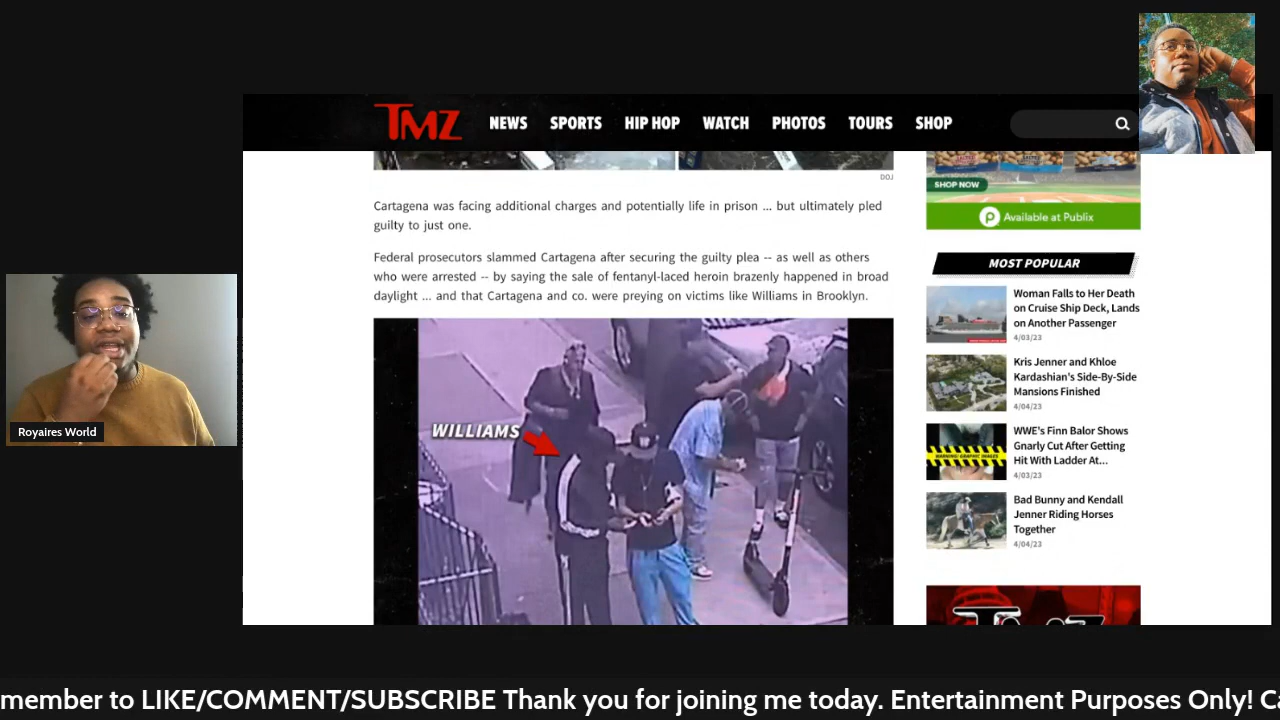 TMZ
NEWS SPORTS HIP HOP WATCH PHOTOS TOURS SHOP
DOJ
Cartagena was facing additional charges and potentially life in prison ... but ultimately pled
guilty to just one.
Federal prosecutors slammed Cartagena after securing the guilty plea -- as well as others
who were arrested -- by saying the sale of fentanyl-laced heroin brazenly happened in broad
daylight ... and that Cartagena and co. were preying on victims like Williams in Brooklyn.
WILLIAMS
SHOP NOW
Available at Publix
MOST POPULAR
Woman Falls to Her Death
on Cruise Ship Deck, Lands
on Another Passenger
4/03/23
Kris Jenner and Khloe
Kardashian's Side-By-Side
Mansions Finished
4/04/23
WARNING! GRAPHIC IMAGES
WWE's Finn Balor Shows
Gnarly Cut After Getting
Hit With Ladder At...
4/03/23
Bad Bunny and Kendall
Jenner Riding Horses
Together
4/04/23
Royaires World
member to LIKE/COMMENT/SUBSCRIBE Thank you for joining me today. Entertainment Purposes Only! Ca